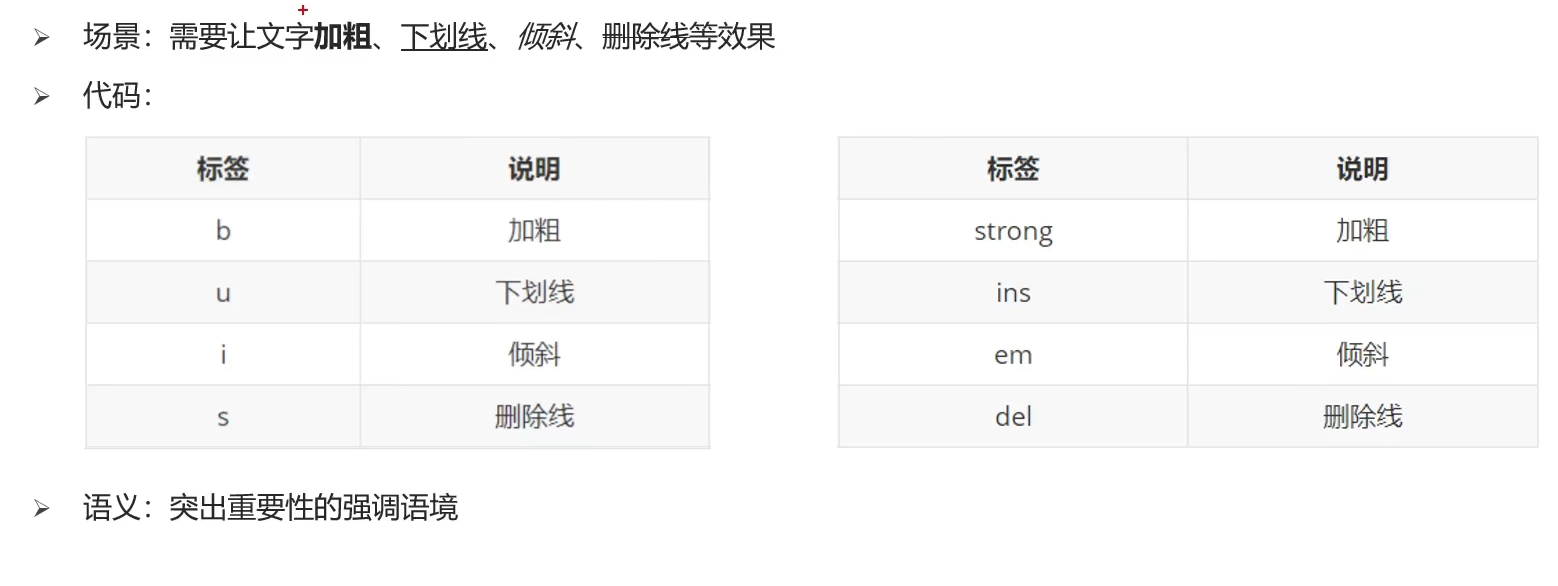 场景：需要让文字加粗、下划线、倾斜、删除线等效果
代码：
标签 说明
b 加粗
u 下划线
i 倾斜
s 删除线
标签 说明
strong 加粗
ins 下划线
em 倾斜
del 删除线
语义：突出重要性的强调语境